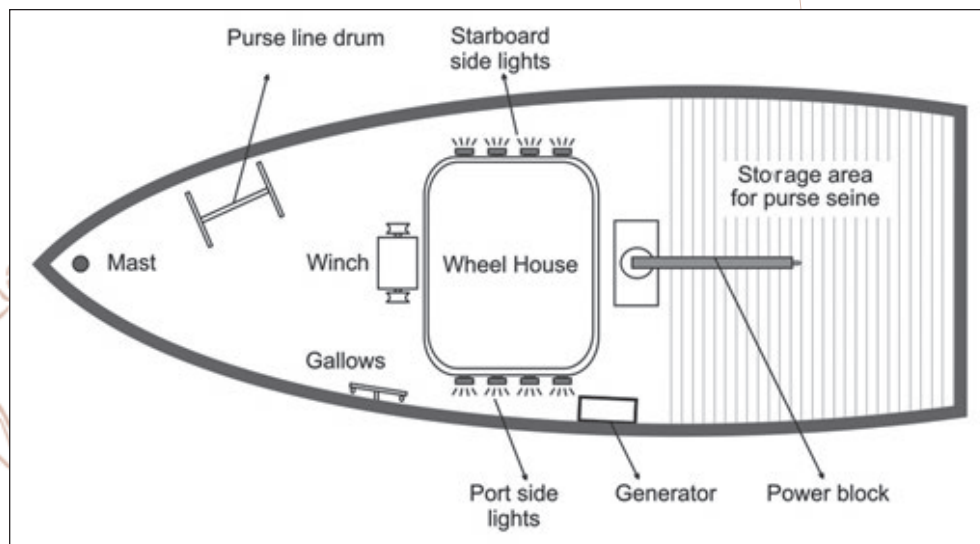 Purse line drum
Starboard
side lights
Storage area
for purse seine
Mast
Winch
Wheel House
Gallows
Port side
lights
Generator
Power block